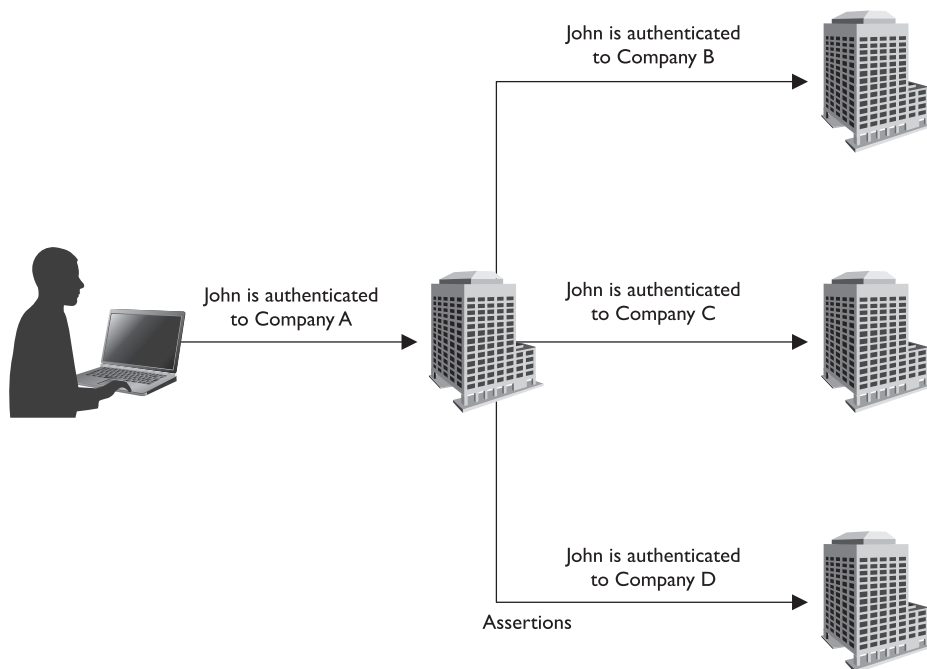 John is authenticated
to Company B
John is authenticated
to Company A
John is authenticated
to Company C
John is authenticated
to Company D
Assertions